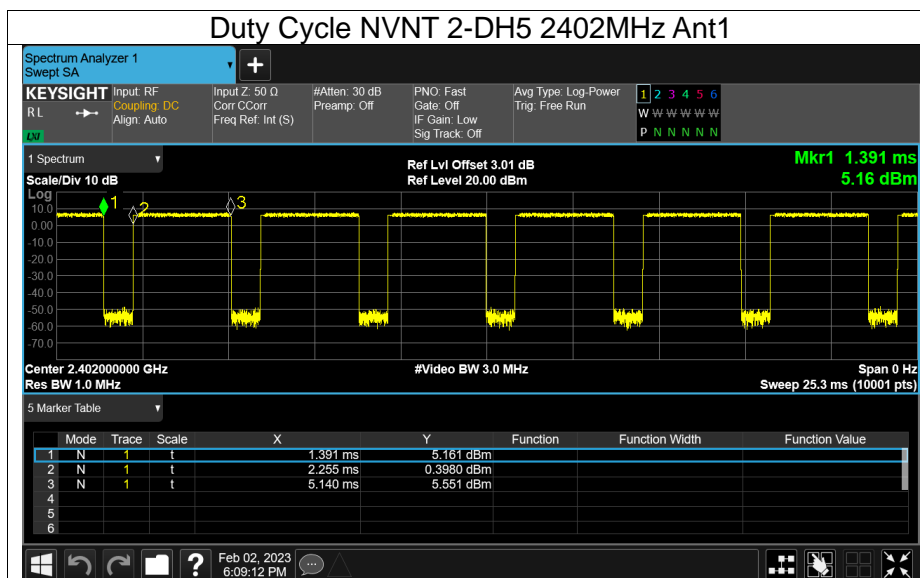 Duty Cycle NVNT 2-DH5 2402MHz Ant1
Spectrum Analyzer 1
Swept SA
KEYSIGHT Input: RF Input Z: 50 Ω #Atten: 30 dB PNO: Fast Avg Type: Log-Power 1 2 3 4 5 6
RL Coupling: DC Corr CCorr Preamp: Off Gate: Off Trig: Free Run
Align: Auto Freq Ref: Int (S) IF Gain: Low W W W W W W
LXI Sig Track: Off P N N N N N
1 Spectrum Ref Lvl Offset 3.01 dB Mkr1 1.391 ms
Scale/Div 10 dB Ref Level 20.00 dBm 5.16 dBm
Log
1 2 3
10.0
0.00
-10.0
-20.0
-30.0
-40.0
-50.0
-60.0
-70.0
Center 2.402000000 GHz #Video BW 3.0 MHz Span 0 Hz
Res BW 1.0 MHz Sweep 25.3 ms (10001 pts)
5 Marker Table
Mode Trace Scale X Y Function Function Width Function Value
1 N 1 t 1.391 ms 5.161 dBm
2 N 1 t 2.255 ms 0.3980 dBm
3 N 1 t 5.140 ms 5.551 dBm
4
5
6
? Feb 02, 2023
6:09:12 PM